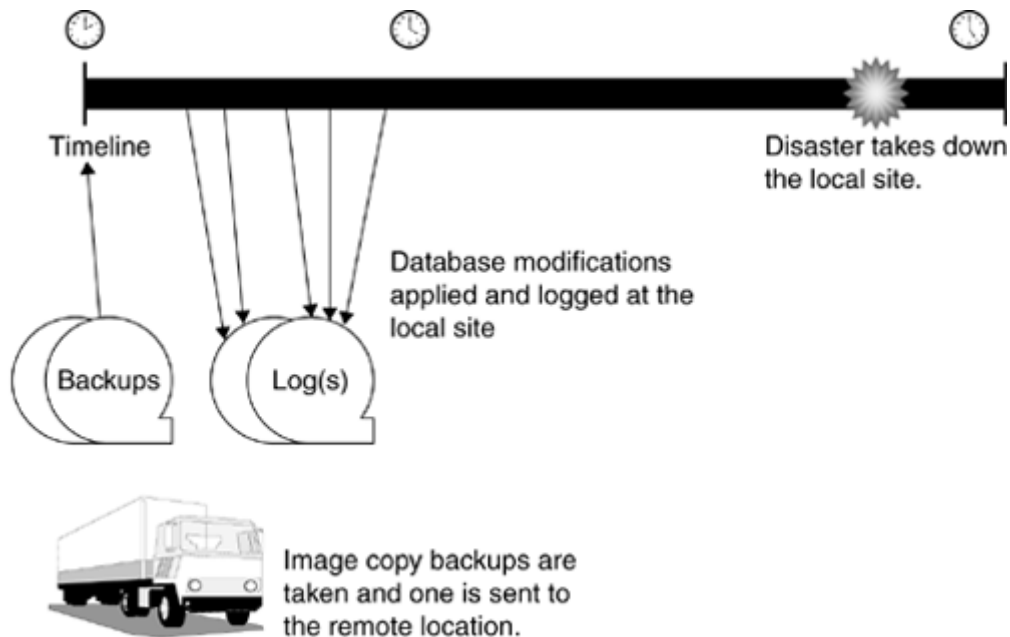 Timeline
Disaster takes down
the local site.
Database modifications
applied and logged at the
local site
Backups
Log(s)
Image copy backups are
taken and one is sent to
the remote location.